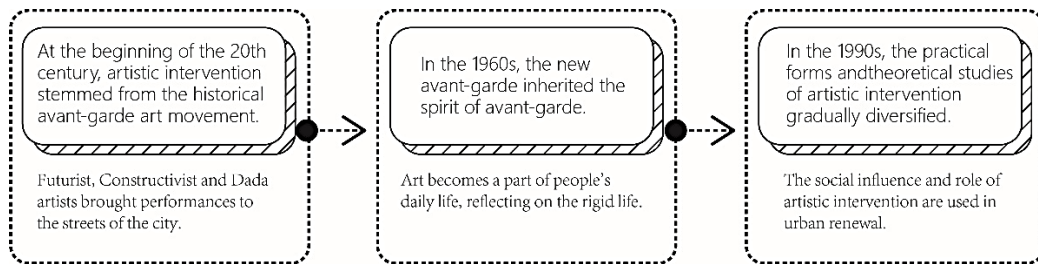 At the beginning of the 20th
century, artistic intervention
stemmed from the historical
avant-garde art movement.
Futurist, Constructivist and Dada
artists brought performances to
the streets of the city.
In the 1960s, the new
avant-garde inherited the
spirit of avant-garde.
Art becomes a part of people's
daily life, reflecting on the rigid life.
In the 1990s, the practical
forms andtheoretical studies
of artistic intervention
gradually diversified.
The social influence and role of
artistic intervention are used in
urban renewal.